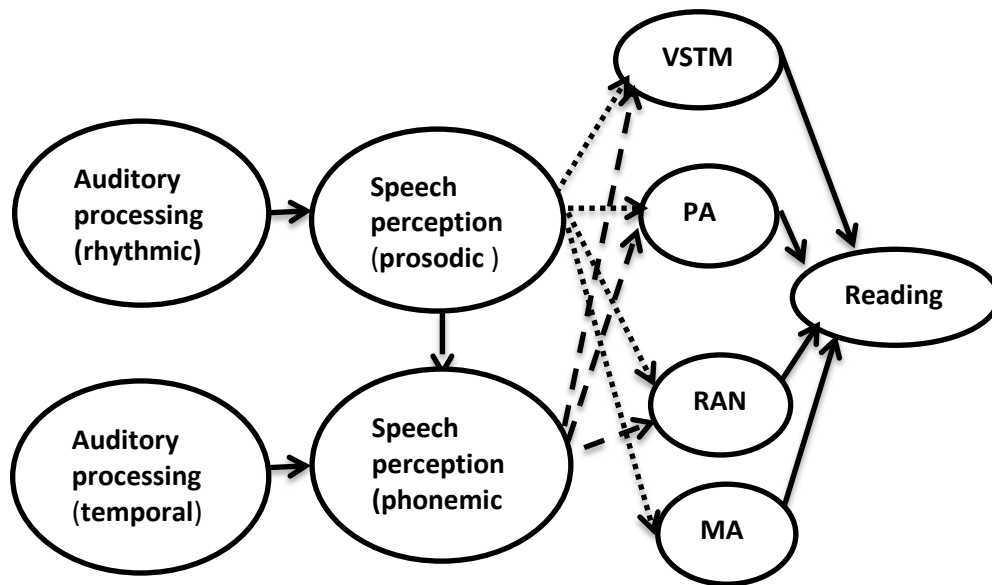 VSTM
Auditory
processing
(rhythmic)
Speech
perception
(prosodic )
PA
Reading
Auditory
processing
(temporal)
Speech
perception
(phonemic
RAN
MA